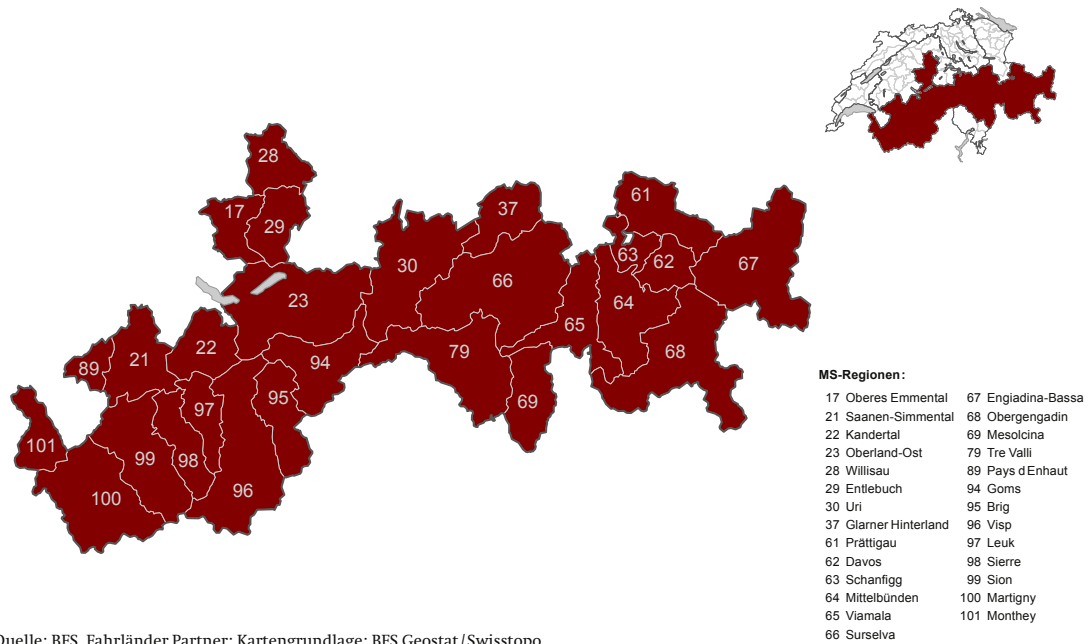 28
61
17
37
29
63
62
67
30
66
23
64
65
22
79
68
21
94
89
95
69
97
101
99
98
96
100
MS-Regionen:
17 Oberes Emmental
21 Saanen-Simmental
22 Kandertal
23 Oberland-Ost
28 Willisau
29 Entlebuch
30 Uri
37 Glarner Hinterland
61 Prättigau
62 Davos
63 Schanfigg
64 Mittelbünden
65 Viamala
66 Surselva
67 Engiadina-Bassa
68 Obergengadin
69 Mesolcina
79 Tre Valli
89 Pays d Enhaut
94 Goms
95 Brig
96 Visp
97 Leuk
98 Sierre
99 Sion
100 Martigny
101 Monthey
Quelle: BFS, Fahrländer Partner; Kartengrundlage: BFS Geostat/Swisstopo